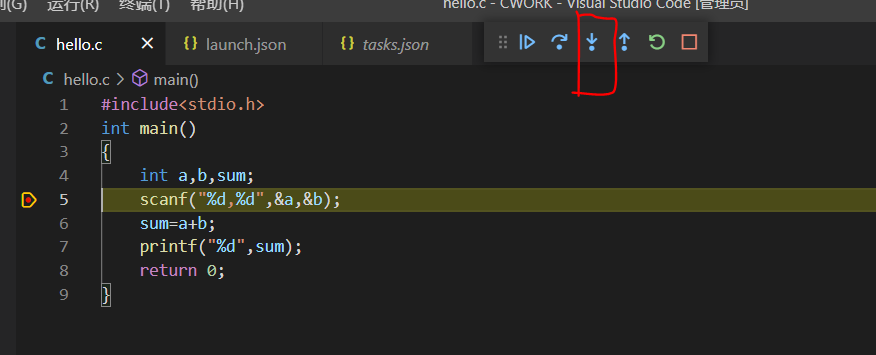 运行(R) 终端(T) 帮助(H) hello.c - CWORK - Visual Studio Code [管理员]
C hello.c × {} launch.json {} tasks.json
C hello.c > main()
1 #include<stdio.h>
2 int main()
3 {
4 int a,b,sum;
5 scanf("%d,%d",&a,&b);
6 sum=a+b;
7 printf("%d",sum);
8 return 0;
9 }